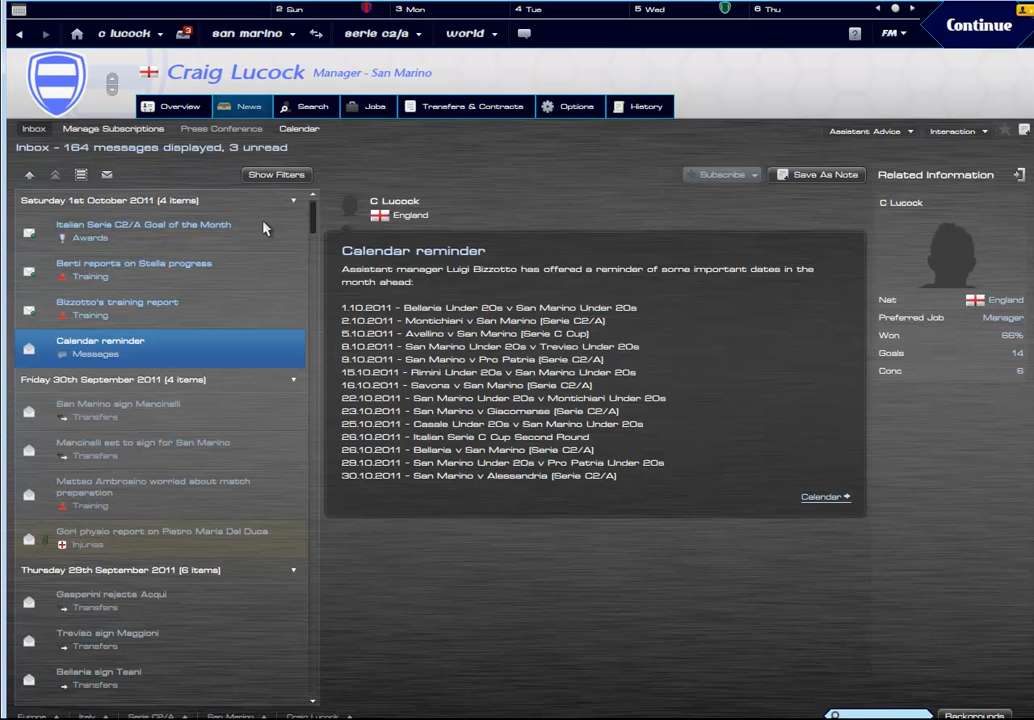 2 Sun 3 Mon 4 Tue 5 Wed 6 Thu
c lucock 3 san marino serie c2/a world FM Continue
Craig Lucock Manager - San Marino
Overview News Search Jobs Transfers & Contracts Options History
Inbox Manage Subscriptions Press Conference Calendar Assistant Advice Interaction
Inbox - 164 messages displayed, 3 unread
Show Filters Subscribe Save As Note Related Information
Saturday 1st October 2011 (4 items)
Italian Serie C2/A Goal of the Month
Awards
Berti reports on Stella progress
Training
Bizzotto's training report
Training
Calendar reminder
Messages
Friday 30th September 2011 (4 items)
San Marino sign Mancinelli
Transfers
Mancinelli set to sign for San Marino
Transfers
Matteo Ambrosino worried about match
preparation
Training
Gori physio report on Pietro Maria Del Duca
Injuries
Thursday 29th September 2011 (6 items)
Gasperini rejects Acqui
Transfers
Treviso sign Maggioni
Transfers
Bellaria sign Teani
Transfers
C Lucock
England
Calendar reminder
Assistant manager Luigi Bizzotto has offered a reminder of some important dates in the
month ahead:
1.10.2011 - Bellaria Under 20s v San Marino Under 20s
2.10.2011 - Montichiari v San Marino (Serie C2/A)
5.10.2011 - Avellino v San Marino (Serie C Cup)
8.10.2011 - San Marino Under 20s v Treviso Under 20s
9.10.2011 - San Marino v Pro Patria (Serie C2/A)
15.10.2011 - Rimini Under 20s v San Marino Under 20s
16.10.2011 - Savona v San Marino (Serie C2/A)
22.10.2011 - San Marino Under 20s v Montichiari Under 20s
23.10.2011 - San Marino v Giacomense (Serie C2/A)
25.10.2011 - Casale Under 20s v San Marino Under 20s
26.10.2011 - Italian Serie C Cup Second Round
26.10.2011 - Bellaria v San Marino (Serie C2/A)
29.10.2011 - San Marino Under 20s v Pro Patria Under 20s
30.10.2011 - San Marino v Alessandria (Serie C2/A)
Calendar
C Lucock
Nat England
Preferred Job Manager
Won 66%
Goals 14
Conc 6
Europe Italy Serie C2/A San Marino Craig Lucock Backgrounds